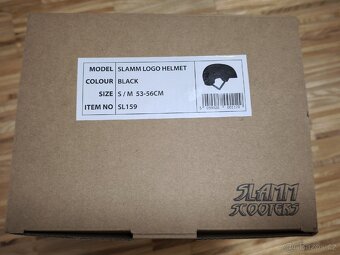 MODEL SLAMM LOGO HELMET
COLOUR BLACK
SIZE S / M 53-56CM
ITEM NO SL159
SLAMM
SCOOTERS